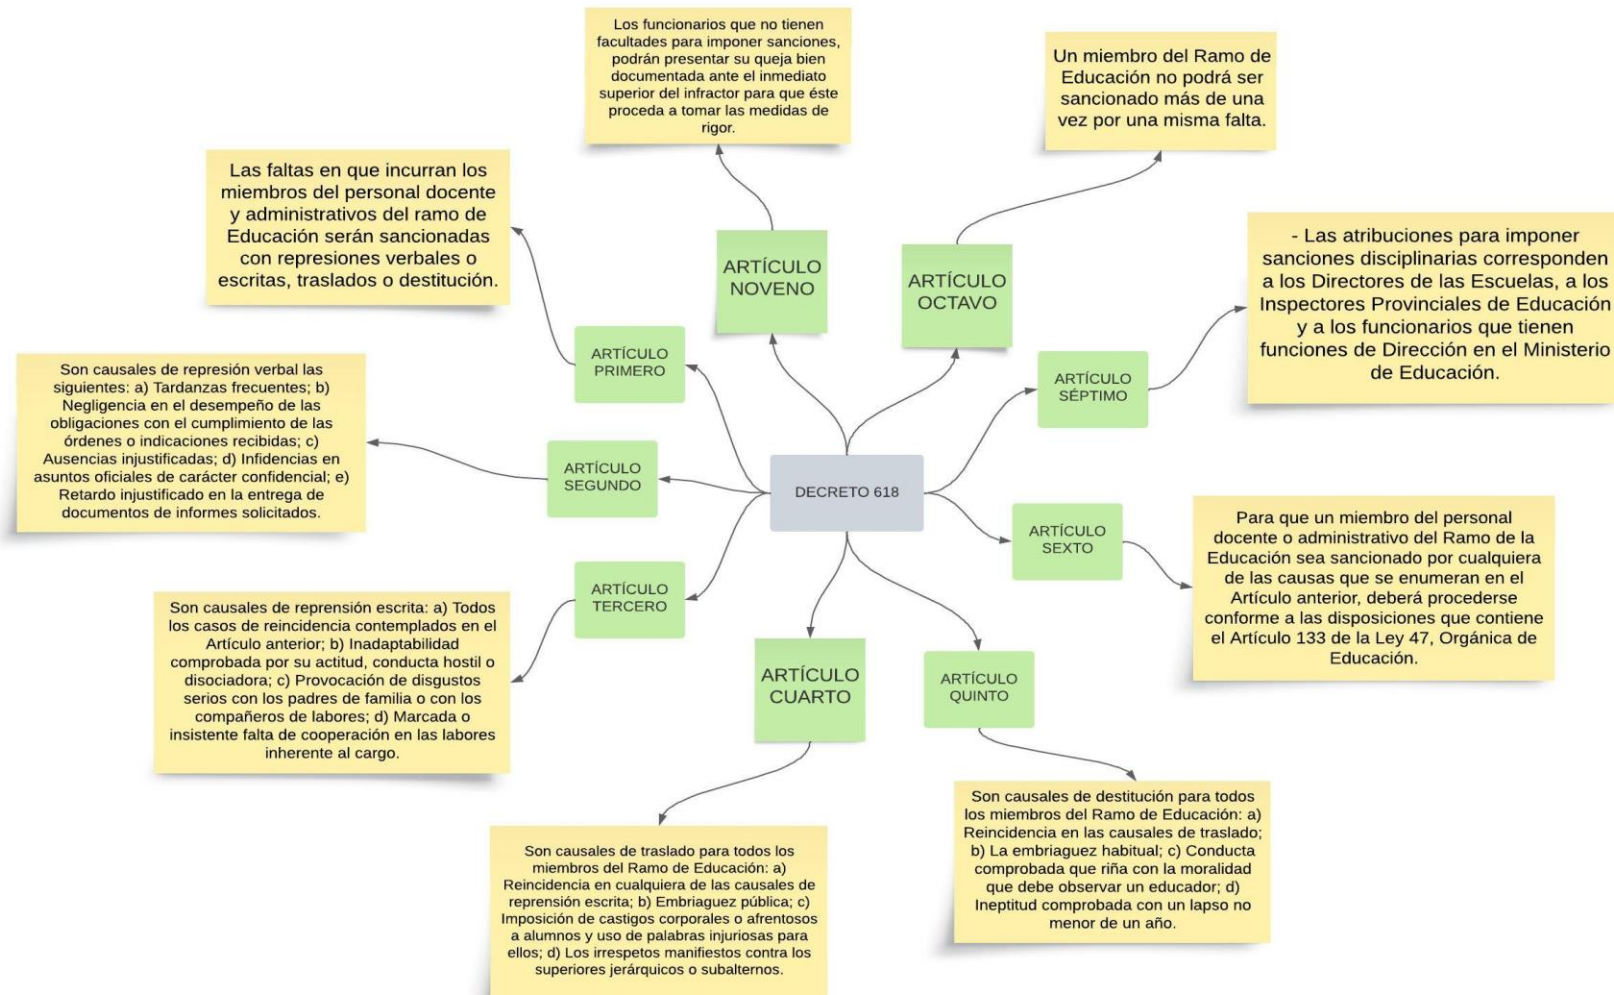 Los funcionarios que no tienen
facultades para imponer sanciones,
podrán presentar su queja bien
documentada ante el inmediato
superior del infractor para que éste
proceda a tomar las medidas de
rigor.
Un miembro del Ramo de
Educación no podrá ser
sancionado más de una
vez por una misma falta.
Las faltas en que incurran los
miembros del personal docente
y administrativos del ramo de
Educación serán sancionadas
con represiones verbales o
escritas, traslados o destitución.
ARTÍCULO
NOVENO
ARTÍCULO
OCTAVO
- Las atribuciones para imponer
sanciones disciplinarias corresponden
a los Directores de las Escuelas, a los
Inspectores Provinciales de Educación
y a los funcionarios que tienen
funciones de Dirección en el Ministerio
de Educación.
ARTÍCULO
PRIMERO
ARTÍCULO
SÉPTIMO
Son causales de represión verbal las
siguientes: a) Tardanzas frecuentes; b)
Negligencia en el desempeño de las
obligaciones con el cumplimiento de las
órdenes o indicaciones recibidas; c)
Ausencias injustificadas; d) Infidencias en
asuntos oficiales de carácter confidencial; e)
Retardo injustificado en la entrega de
documentos de informes solicitados.
ARTÍCULO
SEGUNDO
DECRETO 618
ARTÍCULO
SEXTO
Para que un miembro del personal
docente o administrativo del Ramo de la
Educación sea sancionado por cualquiera
de las causas que se enumeran en el
Artículo anterior, deberá procederse
conforme a las disposiciones que contiene
el Artículo 133 de la Ley 47, Orgánica de
Educación.
ARTÍCULO
TERCERO
Son causales de reprensión escrita: a) Todos
los casos de reincidencia contemplados en el
Artículo anterior; b) Inadaptabilidad
comprobada por su actitud, conducta hostil o
disociadora; c) Provocación de disgustos
serios con los padres de familia o con los
compañeros de labores; d) Marcada o
insistente falta de cooperación en las labores
inherente al cargo.
ARTÍCULO
CUARTO
ARTÍCULO
QUINTO
Son causales de traslado para todos los
miembros del Ramo de Educación: a)
Reincidencia en cualquiera de las causales de
reprensión escrita; b) Embriaguez pública; c)
Imposición de castigos corporales o afrentosos
a alumnos y uso de palabras injuriosas para
ellos; d) Los irrespetos manifiestos contra los
superiores jerárquicos o subalternos.
Son causales de destitución para todos
los miembros del Ramo de Educación: a)
Reincidencia en las causales de traslado;
b) La embriaguez habitual; c) Conducta
comprobada que riña con la moralidad
que debe observar un educador; d)
Ineptitud comprobada con un lapso no
menor de un año.